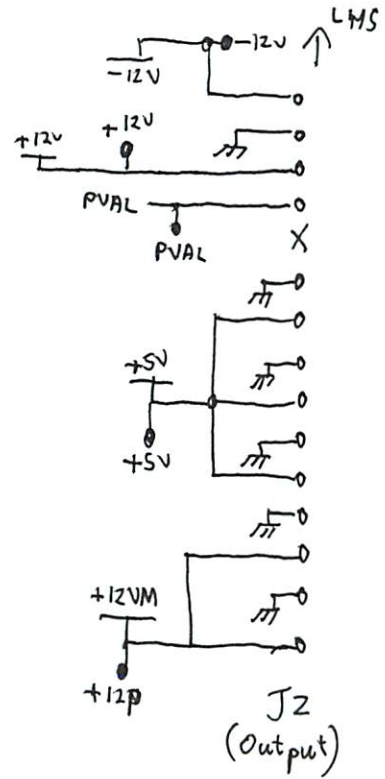 LMS
-12V
-12V
+12V
+12V
PVAL
PVAL
X
+5V
+5V
+12VM
+12p
J2
(Output)